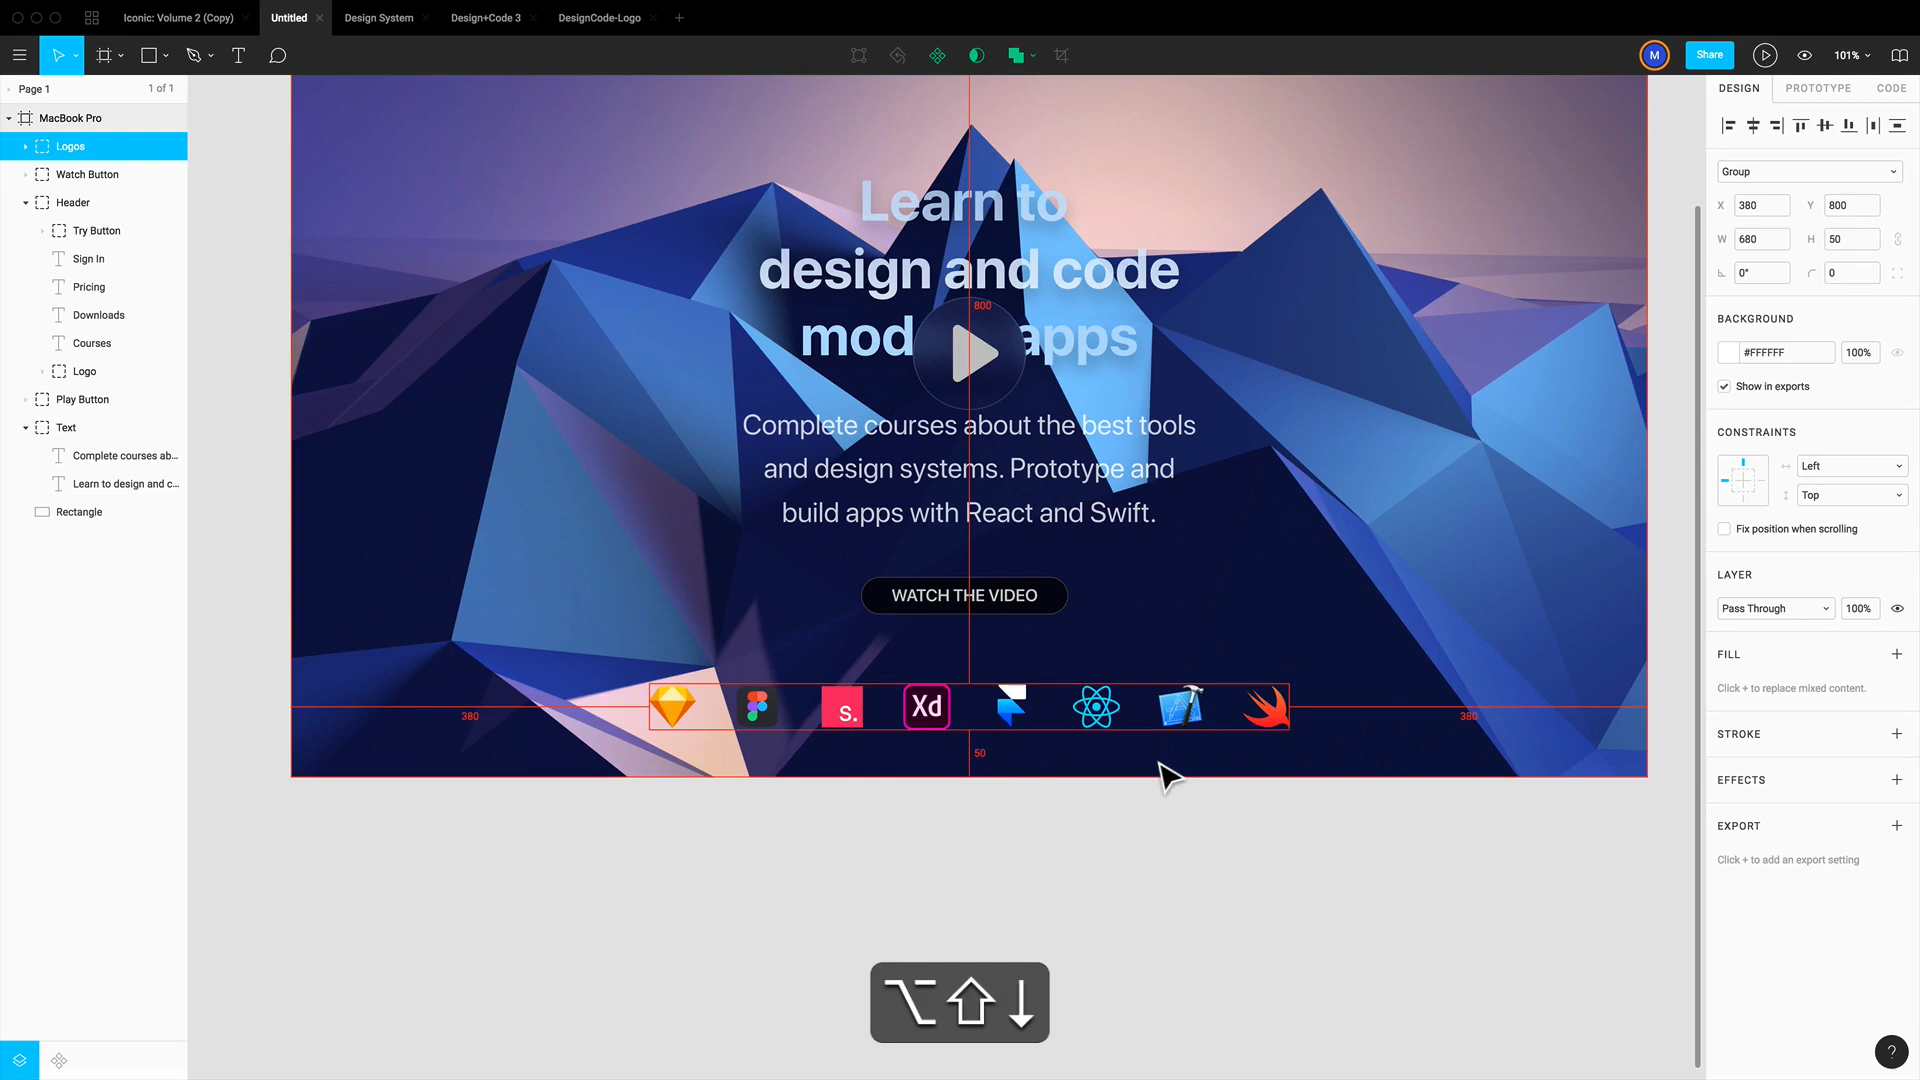 Iconic: Volume 2 (Copy)
Untitled
Design System
Design+Code 3
DesignCode-Logo
M
Share
101%
Page 1
1 of 1
MacBook Pro
Logos
Watch Button
Header
Try Button
Sign In
Pricing
Downloads
Courses
Logo
Play Button
Text
Complete courses ab...
Learn to design and c...
Rectangle
Learn to
design and code
mod apps
800
Complete courses about the best tools
and design systems. Prototype and
build apps with React and Swift.
WATCH THE VIDEO
s.
Xd
380
380
50
⌥⇧↓
DESIGN
PROTOTYPE
CODE
Group
X 380
Y 800
W 680
H 50
0°
0
BACKGROUND
#FFFFFF
100%
Show in exports
CONSTRAINTS
Left
Top
Fix position when scrolling
LAYER
Pass Through
100%
FILL
Click + to replace mixed content.
STROKE
EFFECTS
EXPORT
Click + to add an export setting
?